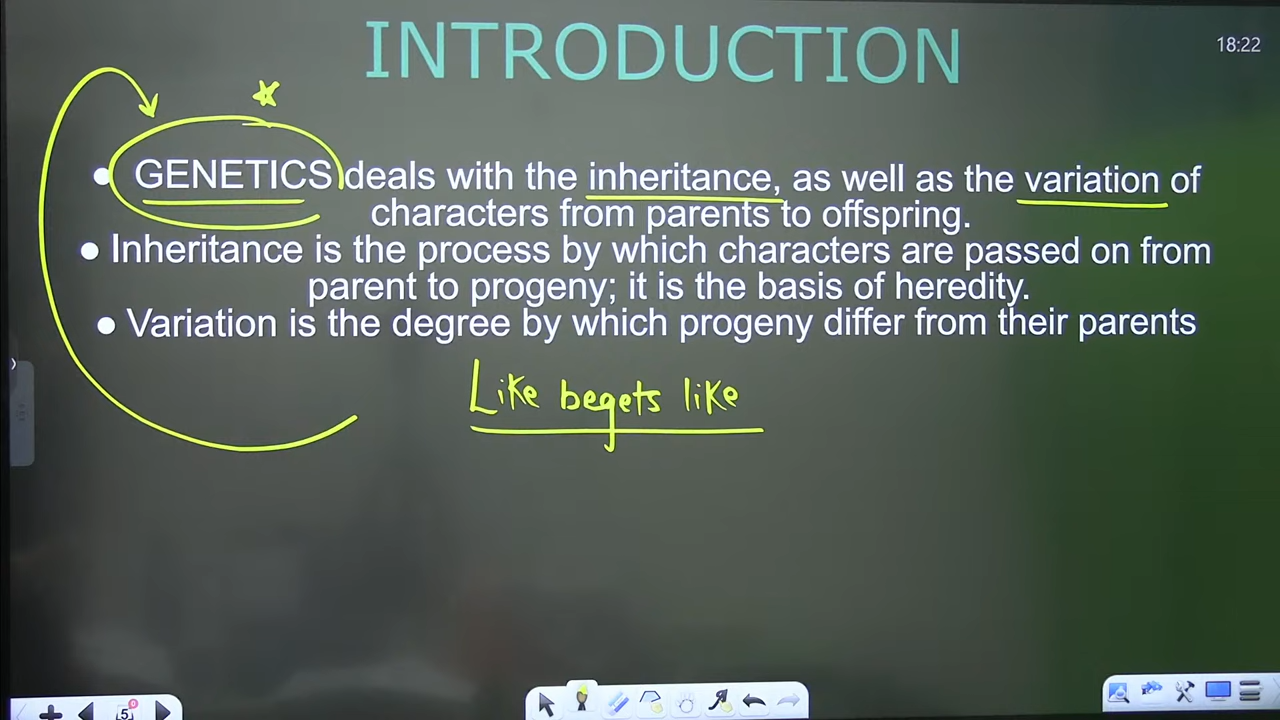 INTRODUCTION
18:22
● GENETICS deals with the inheritance, as well as the variation of
characters from parents to offspring.
● Inheritance is the process by which characters are passed on from
parent to progeny; it is the basis of heredity.
● Variation is the degree by which progeny differ from their parents
Like begets like
5
0